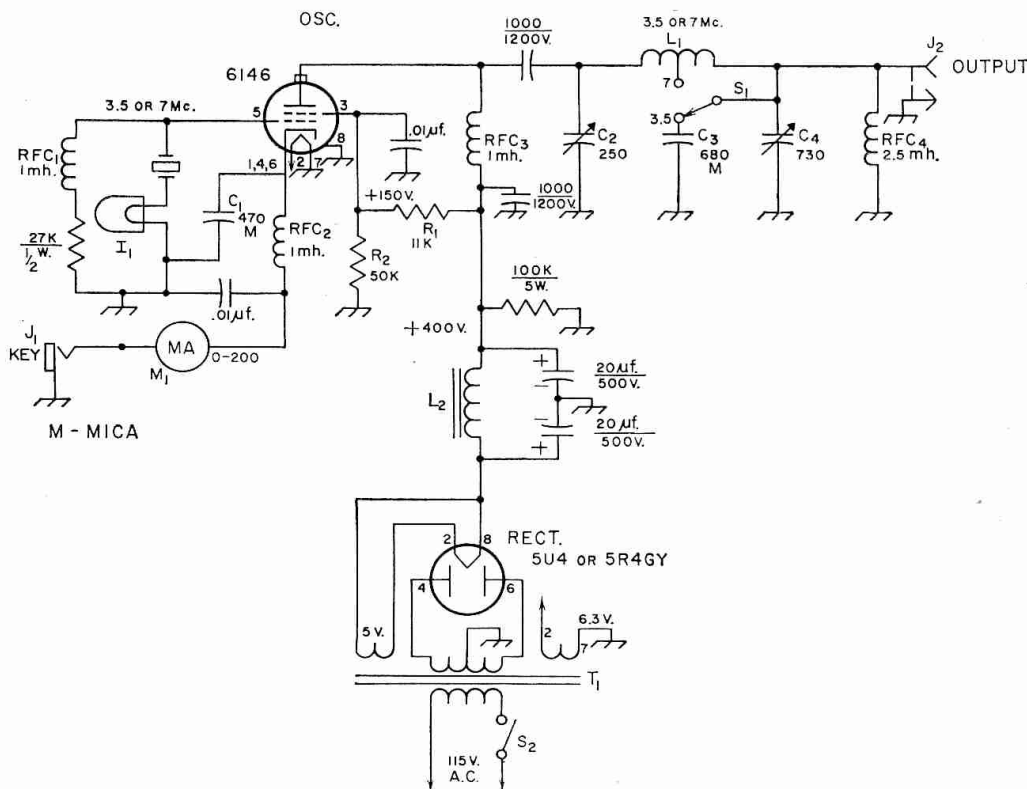 OSC.
6146
3.5 OR 7Mc.
5
3
8
1,4,6
2
7
RFC1
1mh.
27K
1/2 W.
I1
C1
470
M
RFC2
1mh.
.01µf.
.01µf.
J1
KEY
MA
M1
0-200
M - MICA
+150V.
R1
11K
R2
50K
RFC3
1mh.
1000
1200V.
1000
1200V.
C2
250
3.5 OR 7Mc.
L1
7
3.5
S1
C3
680
M
C4
730
RFC4
2.5 mh.
J2
OUTPUT
100K
5W.
+400V.
L2
+
20µf.
500V.
–
–
20µf.
500V.
+
RECT.
5U4 OR 5R4GY
2
8
4
6
5V.
2
6.3V.
7
T1
S2
115V.
A.C.